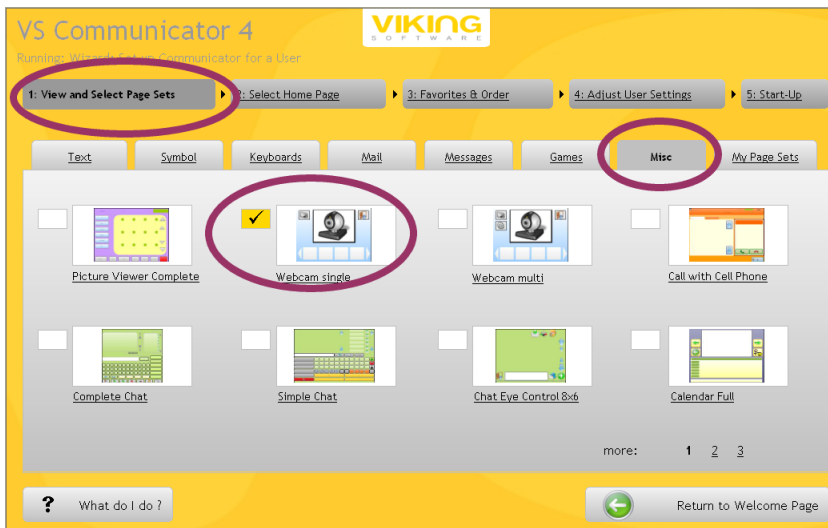 VS Communicator 4
VIKING
SOFTWARE
Running: Wizard: Set up Communicator for a User
1: View and Select Page Sets
2: Select Home Page
3: Favorites & Order
4: Adjust User Settings
5: Start-Up
Text
Symbol
Keyboards
Mail
Messages
Games
Misc
My Page Sets
Picture Viewer Complete
Webcam single
Webcam multi
Call with Cell Phone
Complete Chat
Simple Chat
Chat Eye Control 8x6
Calendar Full
more: 1 2 3
? What do I do ?
Return to Welcome Page